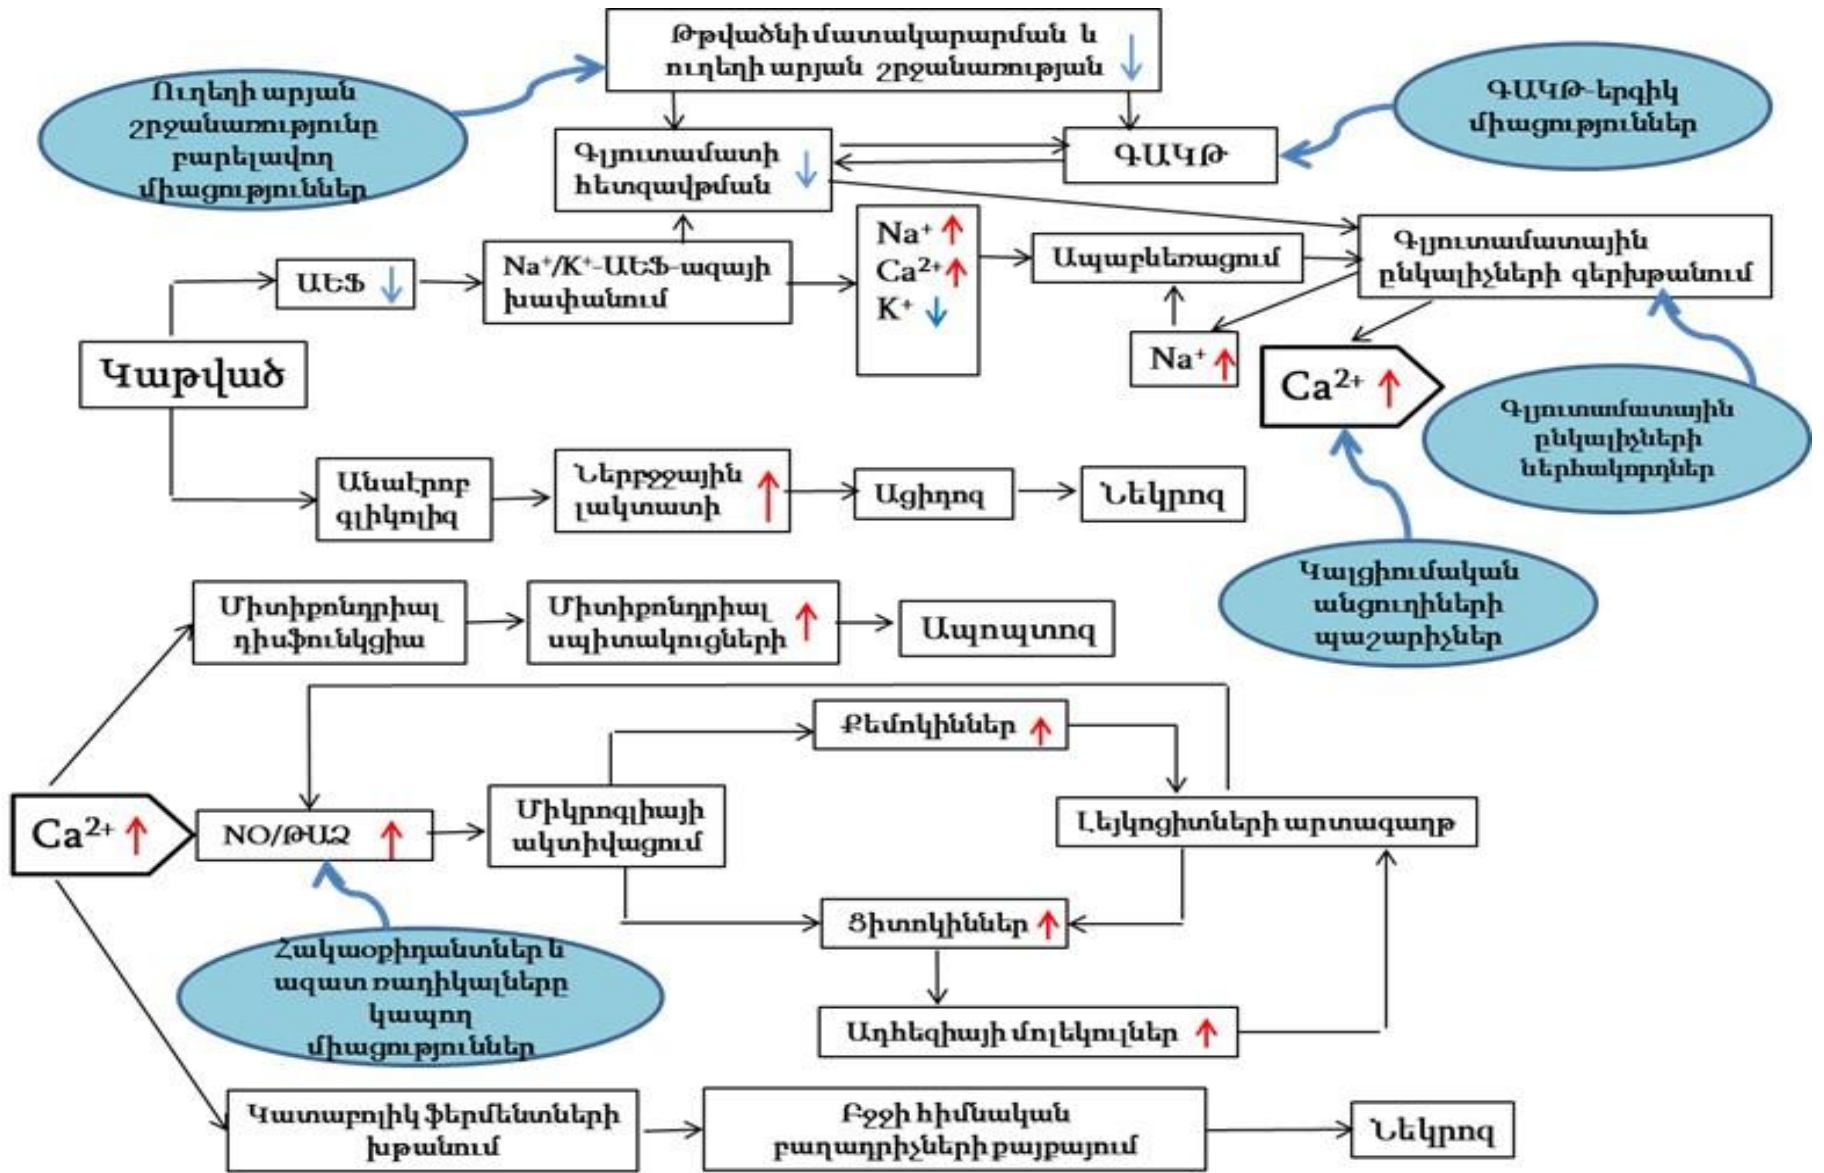 Թթվածնի մատակարարման և
ուղեղի արյան շրջանառության
Ուղեղի արյան
շրջանառությունը
բարելավող
միացություններ
ԳԱԿԹ-երգիկ
միացություններ
Գլյուտամատի
հետզավթման
ԳԱԿԹ
ԱԵՖ
Na⁺/K⁺-ԱԵՖ-ազայի
խափանում
Na⁺
Ca²⁺
K⁺
Ապաբևեռացում
Գլյուտամատային
ընկալիչների գերխթանում
Կաթված
Na⁺
Ca²⁺
Գլյուտամատային
ընկալիչների
ներհակորդներ
Անաէրոբ
գլիկոլիզ
Ներբջջային
լակտատի
Ացիդոզ
Նեկրոզ
Կալցիումական
անցուղիների
պաշարիչներ
Միտիքոնդրիալ
դիսֆունկցիա
Միտիքոնդրիալ
սպիտակուցների
Ապոպտոզ
Քեմոկիններ
Ca²⁺
NO/ԹԱՁ
Միկրոգլիայի
ակտիվացում
Լեյկոցիտների արտագաղթ
Ցիտոկիններ
Հակաօքիդանտներ և
ազատ ռադիկալները
կապող
միացություններ
Ադհեզիայի մոլեկուլներ
Կատաբոլիկ ֆերմենտների
խթանում
Բջջի հիմնական
բաղադրիչների քայքայում
Նեկրոզ